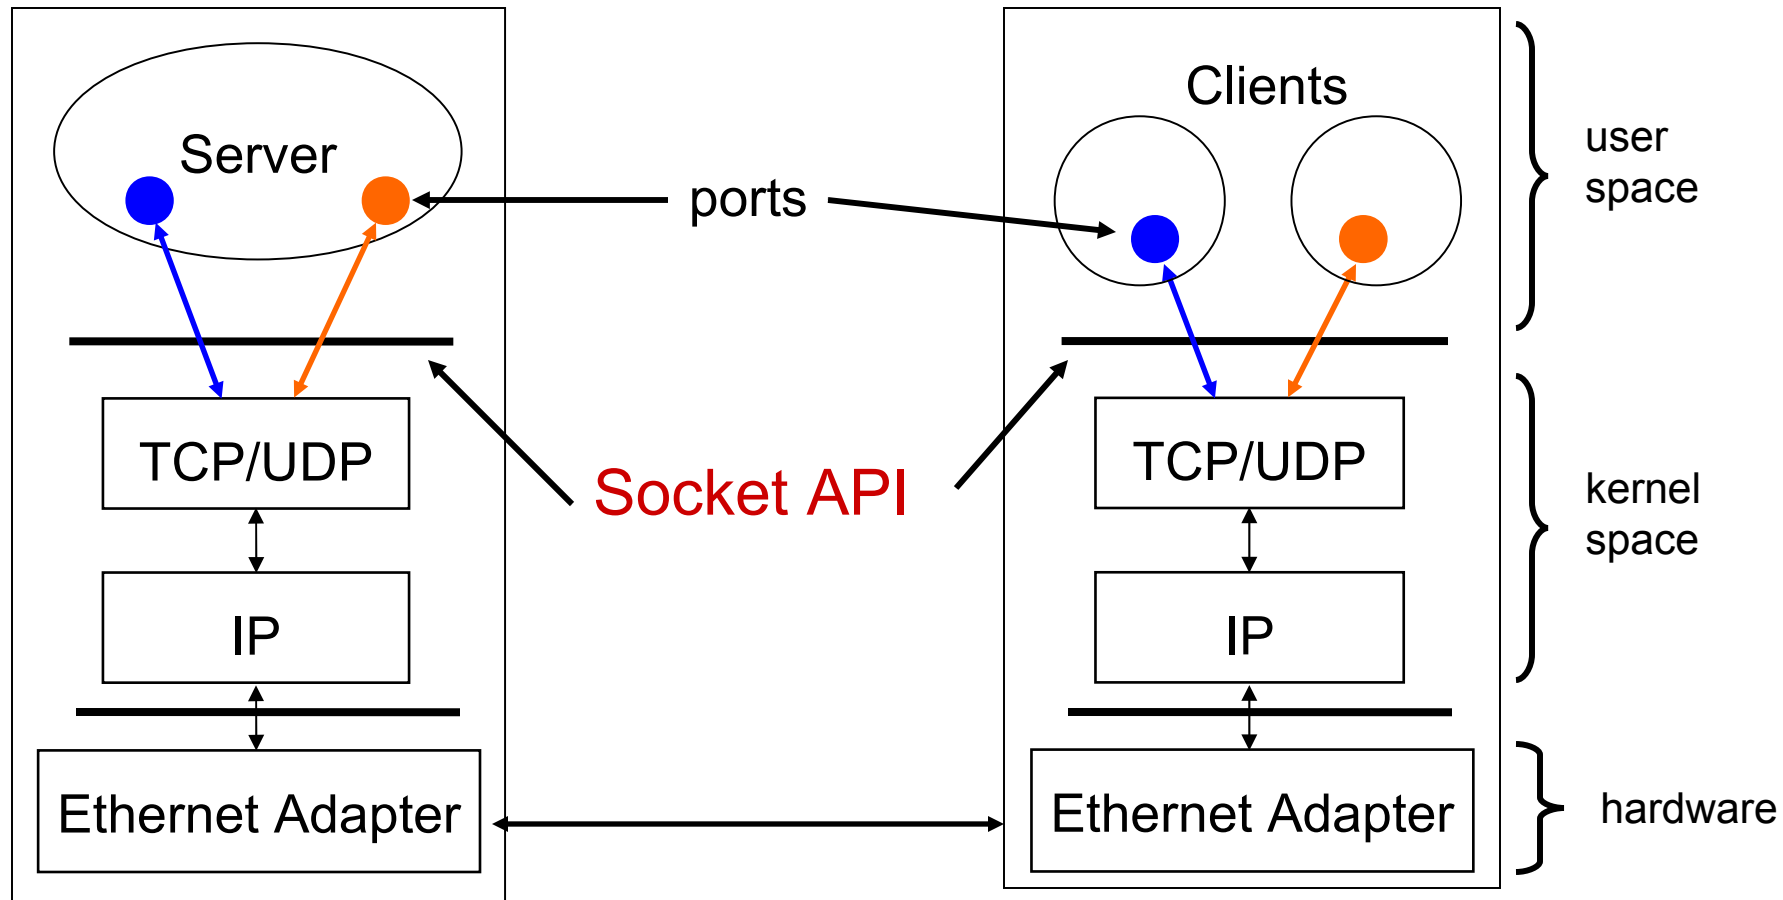 Server
TCP/UDP
IP
Ethernet Adapter
ports
Socket API
Clients
TCP/UDP
IP
Ethernet Adapter
user
space
kernel
space
hardware